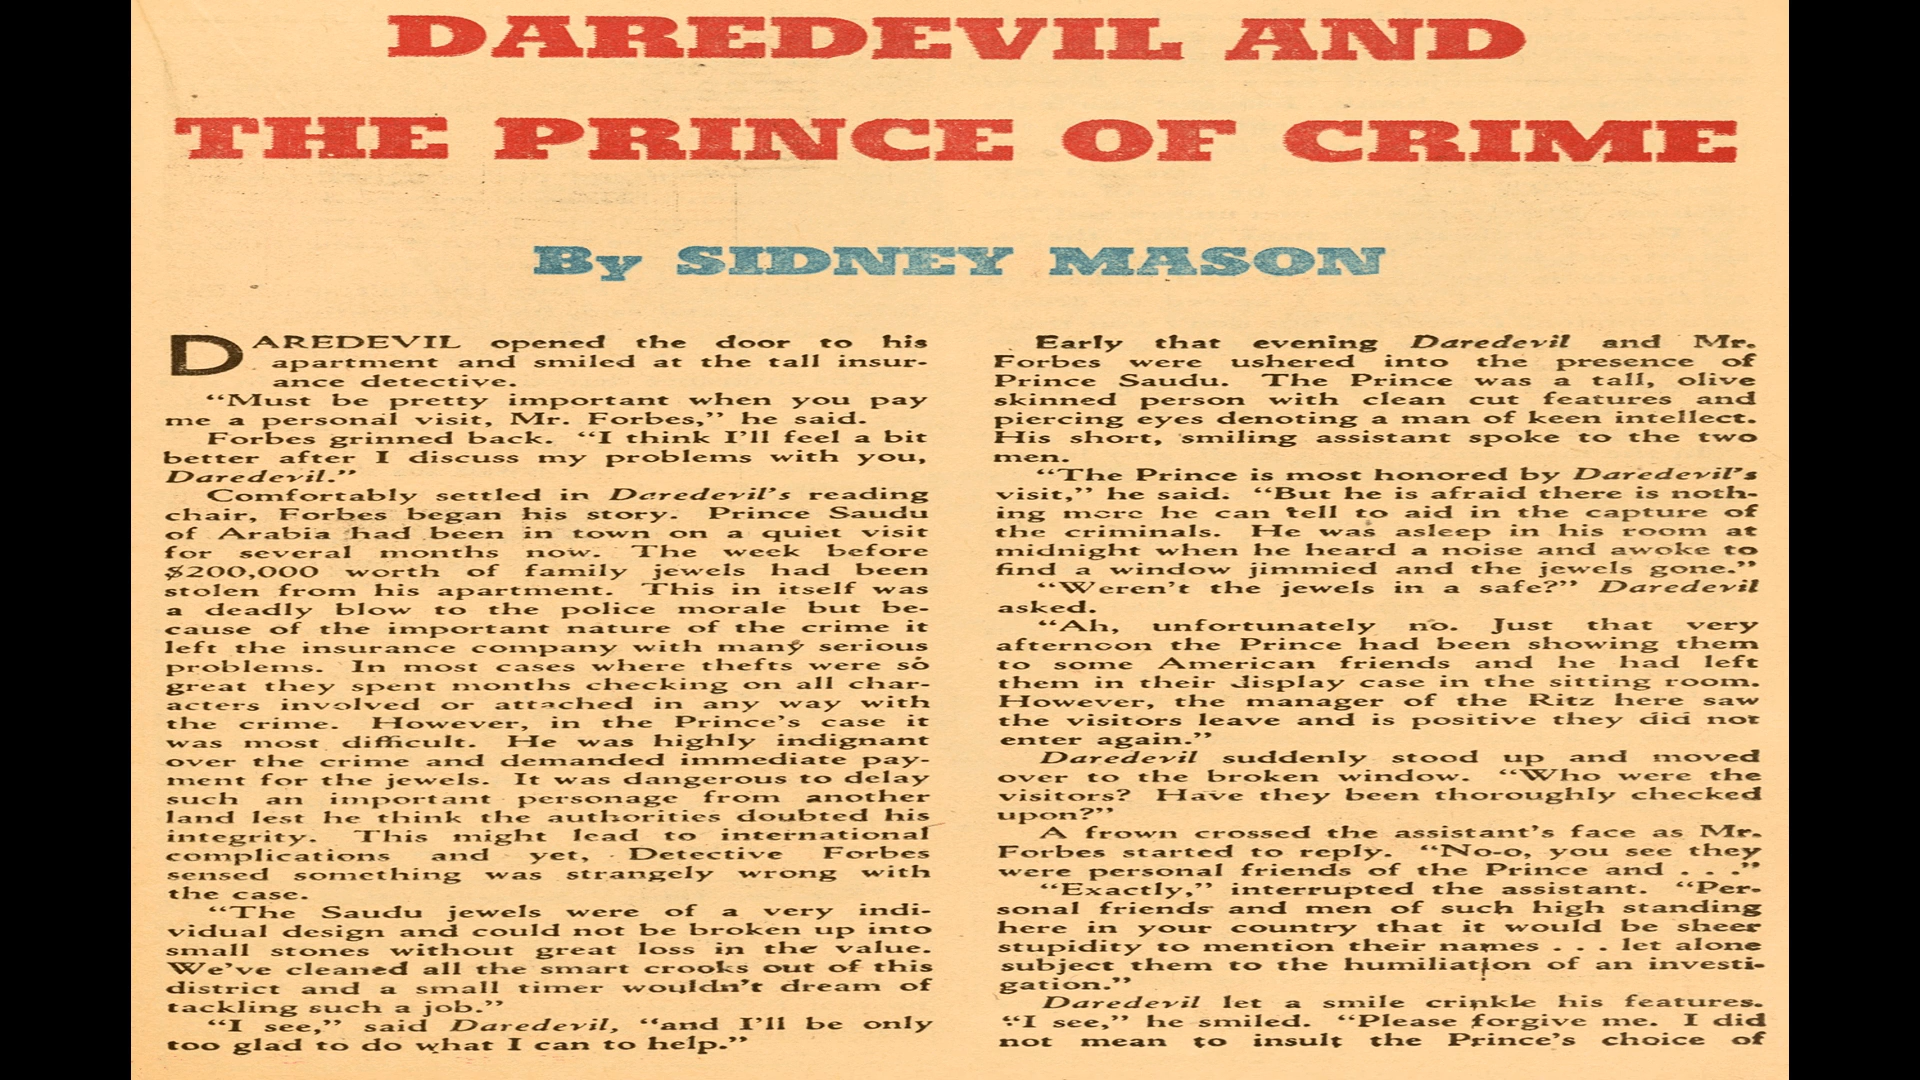 DAREDEVIL AND
THE PRINCE OF CRIME
By SIDNEY MASON
DAREDEVIL opened the door to his
apartment and smiled at the tall insur-
ance detective.
“Must be pretty important when you pay
me a personal visit, Mr. Forbes,” he said.
Forbes grinned back. “I think I’ll feel a bit
better after I discuss my problems with you,
Daredevil.”
Comfortably settled in Daredevil’s reading
chair, Forbes began his story. Prince Saudu
of Arabia had been in town on a quiet visit
for several months now. The week before
$200,000 worth of family jewels had been
stolen from his apartment. This in itself was
a deadly blow to the police morale but be-
cause of the important nature of the crime it
left the insurance company with many serious
problems. In most cases where thefts were so
great they spent months checking on all char-
acters involved or attached in any way with
the crime. However, in the Prince’s case it
was most difficult. He was highly indignant
over the crime and demanded immediate pay-
ment for the jewels. It was dangerous to delay
such an important personage from another
land lest he think the authorities doubted his
integrity. This might lead to international
complications and yet, Detective Forbes
sensed something was strangely wrong with
the case.
“The Saudu jewels were of a very indi-
vidual design and could not be broken up into
small stones without great loss in the value.
We’ve cleaned all the smart crooks out of this
district and a small timer wouldn’t dream of
tackling such a job.”
“I see,” said Daredevil, “and I’ll be only
too glad to do what I can to help.”
Early that evening Daredevil and Mr.
Forbes were ushered into the presence of
Prince Saudu. The Prince was a tall, olive
skinned person with clean cut features and
piercing eyes denoting a man of keen intellect.
His short, smiling assistant spoke to the two
men.
“The Prince is most honored by Daredevil’s
visit,” he said. “But he is afraid there is noth-
ing more he can tell to aid in the capture of
the criminals. He was asleep in his room at
midnight when he heard a noise and awoke to
find a window jimmied and the jewels gone.”
“Weren’t the jewels in a safe?” Daredevil
asked.
“Ah, unfortunately no. Just that very
afternoon the Prince had been showing them
to some American friends and he had left
them in their display case in the sitting room.
However, the manager of the Ritz here saw
the visitors leave and is positive they did not
enter again.”
Daredevil suddenly stood up and moved
over to the broken window. “Who were the
visitors? Have they been thoroughly checked
upon?”
A frown crossed the assistant’s face as Mr.
Forbes started to reply. “No-o, you see they
were personal friends of the Prince and . . .”
“Exactly,” interrupted the assistant. “Per-
sonal friends and men of such high standing
here in your country that it would be sheer
stupidity to mention their names . . . let alone
subject them to the humiliation of an investi-
gation.”
Daredevil let a smile crinkle his features.
“I see,” he smiled. “Please forgive me. I did
not mean to insult the Prince’s choice of